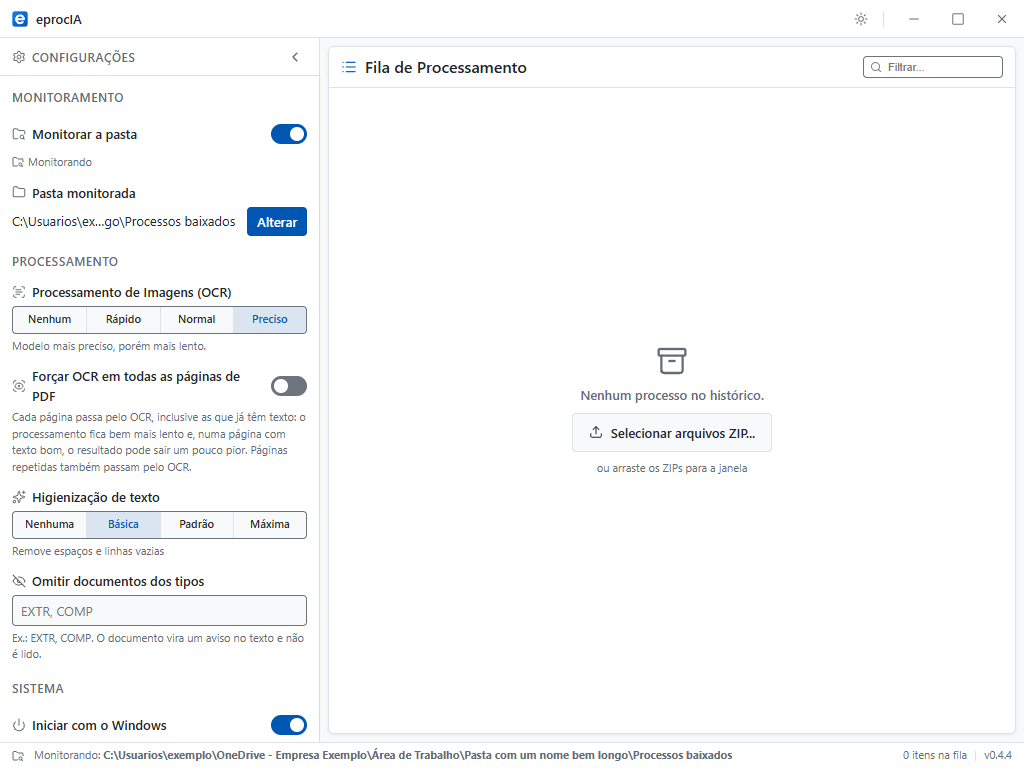 eprocIA
CONFIGURAÇÕES
MONITORAMENTO
Monitorar a pasta
Monitorando
Pasta monitorada
C:\Usuarios\ex...go\Processos baixados
Alterar
PROCESSAMENTO
Processamento de Imagens (OCR)
Nenhum Rápido Normal Preciso
Modelo mais preciso, porém mais lento.
Forçar OCR em todas as páginas de
PDF
Cada página passa pelo OCR, inclusive as que já têm texto: o
processamento fica bem mais lento e, numa página com
texto bom, o resultado pode sair um pouco pior. Páginas
repetidas também passam pelo OCR.
Higienização de texto
Nenhuma Básica Padrão Máxima
Remove espaços e linhas vazias
Omitir documentos dos tipos
EXTR, COMP
Ex.: EXTR, COMP. O documento vira um aviso no texto e não
é lido.
SISTEMA
Iniciar com o Windows
Fila de Processamento
Filtrar...
Nenhum processo no histórico.
Selecionar arquivos ZIP...
ou arraste os ZIPs para a janela
Monitorando: C:\Usuarios\exemplo\OneDrive - Empresa Exemplo\Área de Trabalho\Pasta com um nome bem longo\Processos baixados
0 itens na fila
v0.4.4